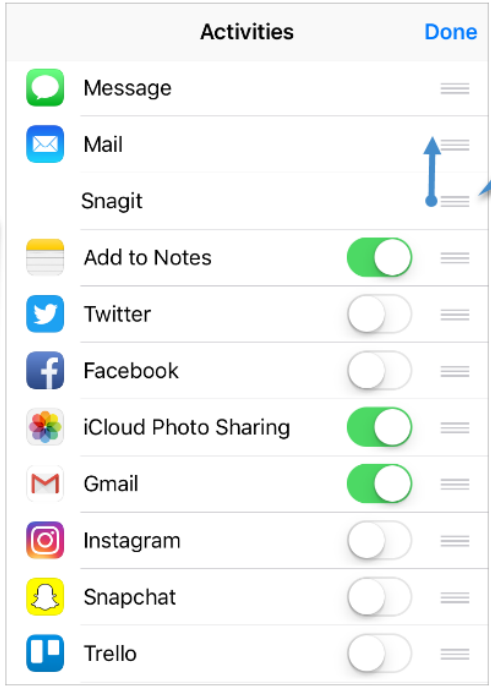 Activities
Done
Message
Mail
Snagit
Add to Notes
Twitter
Facebook
iCloud Photo Sharing
Gmail
Instagram
Snapchat
Trello